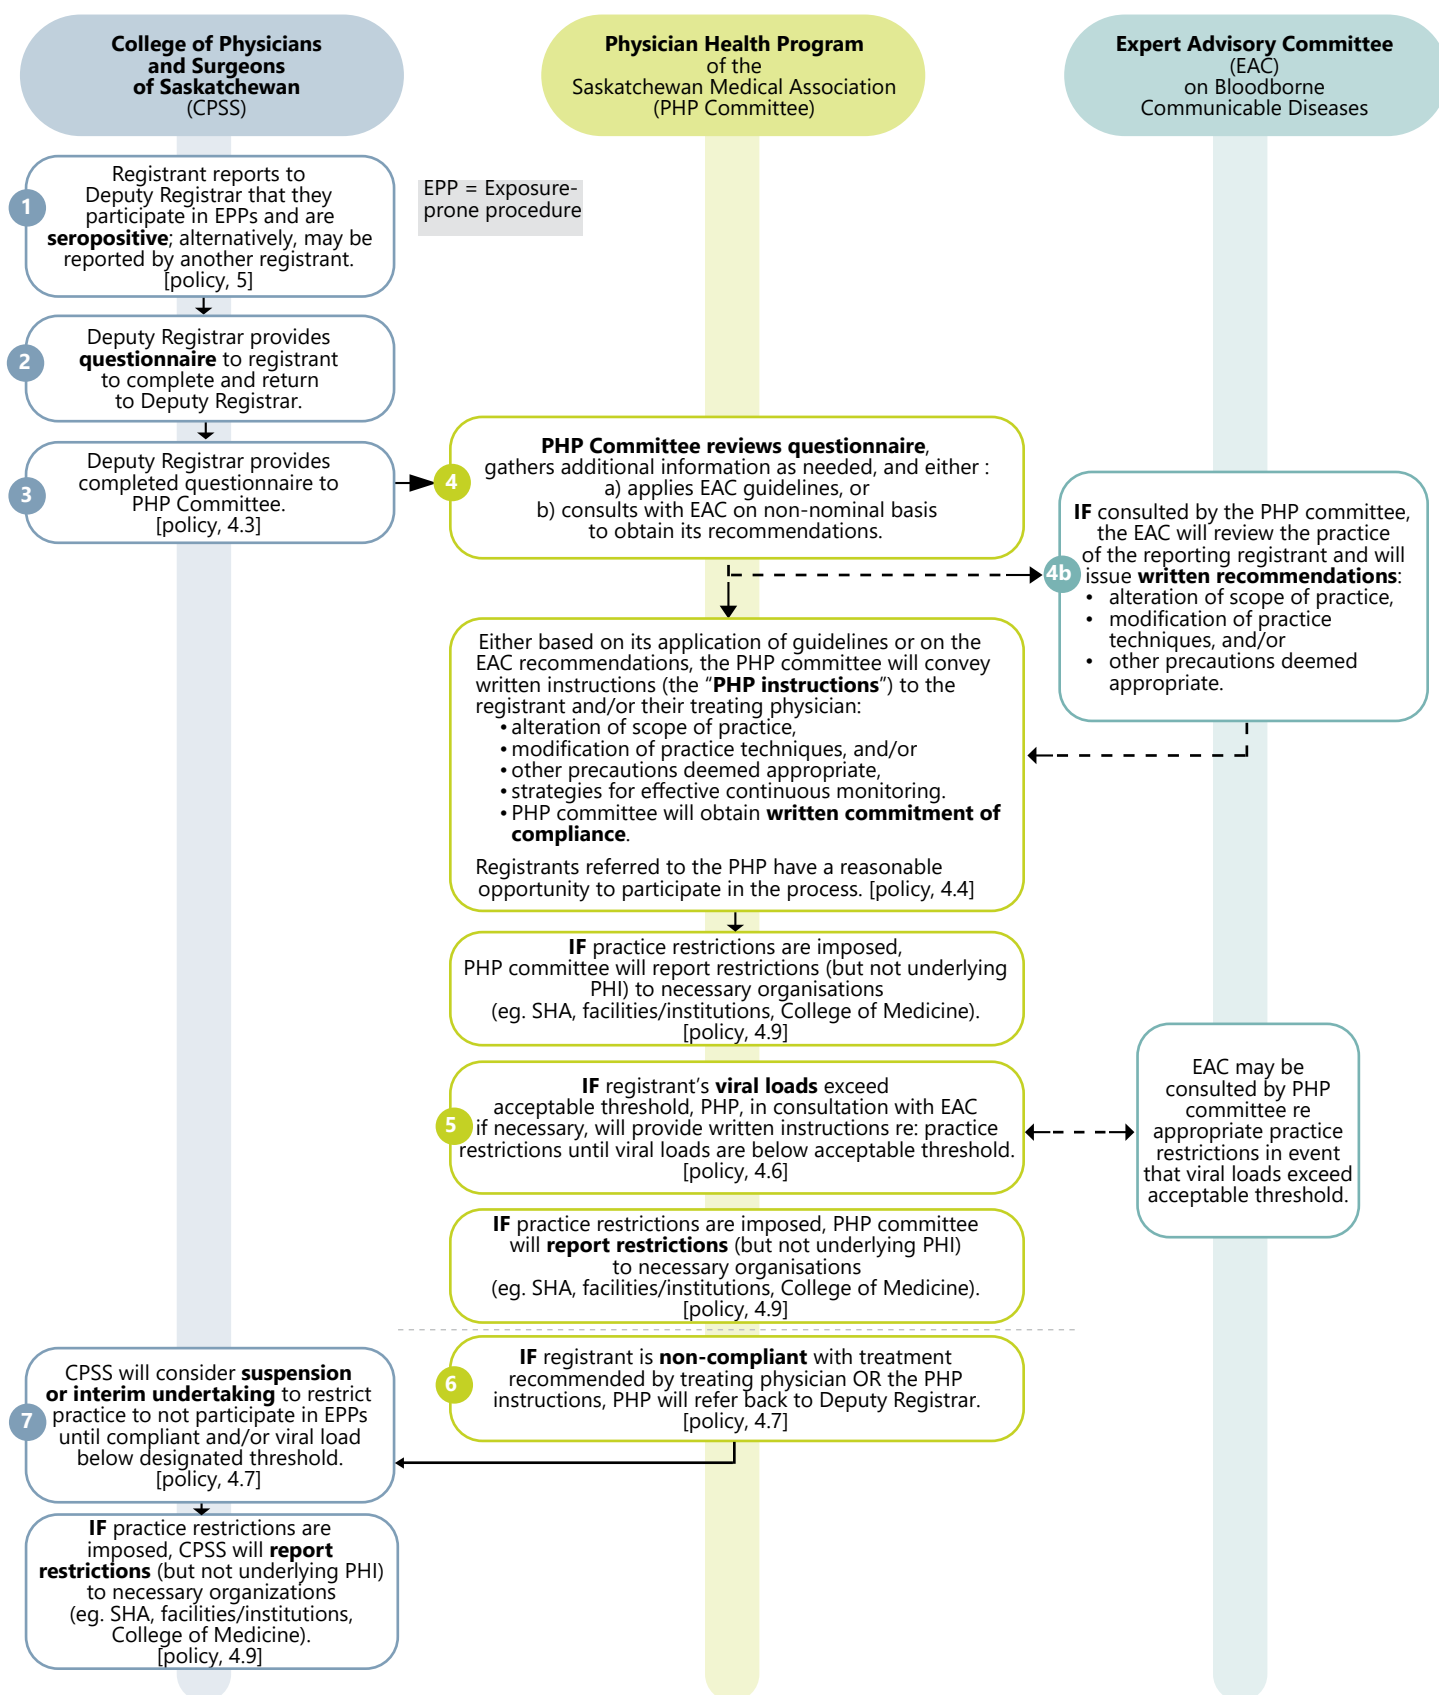 College of Physicians
and Surgeons
of Saskatchewan
(CPSS)
Physician Health Program
of the
Saskatchewan Medical Association
(PHP Committee)
Expert Advisory Committee
(EAC)
on Bloodborne
Communicable Diseases
1
Registrant reports to
Deputy Registrar that they
participate in EPPs and are
seropositive; alternatively, may be
reported by another registrant.
[policy, 5]
EPP = Exposure-
prone procedure
2
Deputy Registrar provides
questionnaire to registrant
to complete and return
to Deputy Registrar.
3
Deputy Registrar provides
completed questionnaire to
PHP Committee.
[policy, 4.3]
4
PHP Committee reviews questionnaire,
gathers additional information as needed, and either :
a) applies EAC guidelines, or
b) consults with EAC on non-nominal basis
to obtain its recommendations.
4b
IF consulted by the PHP committee,
the EAC will review the practice
of the reporting registrant and will
issue written recommendations:
• alteration of scope of practice,
• modification of practice
techniques, and/or
• other precautions deemed
appropriate.
Either based on its application of guidelines or on the
EAC recommendations, the PHP committee will convey
written instructions (the “PHP instructions”) to the
registrant and/or their treating physician:
• alteration of scope of practice,
• modification of practice techniques, and/or
• other precautions deemed appropriate,
• strategies for effective continuous monitoring.
• PHP committee will obtain written commitment of
compliance.
Registrants referred to the PHP have a reasonable
opportunity to participate in the process. [policy, 4.4]
IF practice restrictions are imposed,
PHP committee will report restrictions (but not underlying
PHI) to necessary organisations
(eg. SHA, facilities/institutions, College of Medicine).
[policy, 4.9]
5
IF registrant’s viral loads exceed
acceptable threshold, PHP, in consultation with EAC
if necessary, will provide written instructions re: practice
restrictions until viral loads are below acceptable threshold.
[policy, 4.6]
EAC may be
consulted by PHP
committee re
appropriate practice
restrictions in event
that viral loads exceed
acceptable threshold.
IF practice restrictions are imposed, PHP committee
will report restrictions (but not underlying PHI)
to necessary organisations
(eg. SHA, facilities/institutions, College of Medicine).
[policy, 4.9]
6
IF registrant is non-compliant with treatment
recommended by treating physician OR the PHP
instructions, PHP will refer back to Deputy Registrar.
[policy, 4.7]
7
CPSS will consider suspension
or interim undertaking to restrict
practice to not participate in EPPs
until compliant and/or viral load
below designated threshold.
[policy, 4.7]
IF practice restrictions are
imposed, CPSS will report
restrictions (but not underlying PHI)
to necessary organizations
(eg. SHA, facilities/institutions,
College of Medicine).
[policy, 4.9]